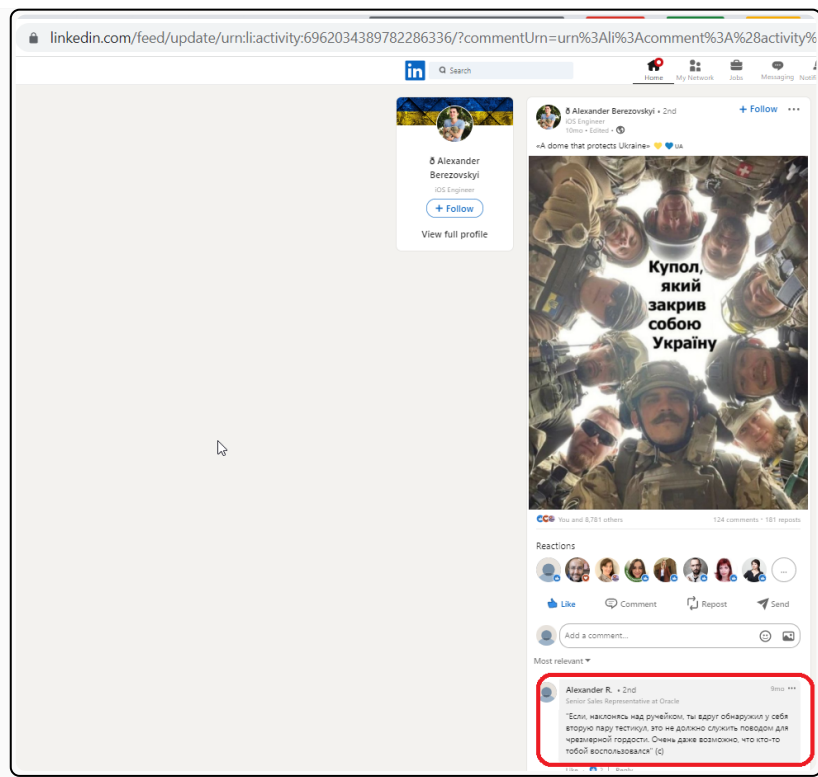 linkedin.com/feed/update/urn:li:activity:6962034389782286336/?commentUrn=urn%3Ali%3Acomment%3A%28activity%
in
Search
Home
My Network
Jobs
Messaging
Notifi
ð Alexander
Berezovskyi
iOS Engineer
+ Follow
View full profile
ð Alexander Berezovskyi • 2nd
iOS Engineer
10mo • Edited •
+ Follow ...
«A dome that protects Ukraine» 💛 💙 UA
Купол,
який
закрив
собою
Україну
You and 8,781 others
124 comments • 181 reposts
Reactions
...
Like
Comment
Repost
Send
Add a comment...
Most relevant
Alexander R. • 2nd
9mo ...
Senior Sales Representative at Oracle
"Если, наклонясь над ручейком, ты вдруг обнаружил у себя
вторую пару тестикул, это не должно служить поводом для
чрезмерной гордости. Очень даже возможно, что кто-то
тобой воспользовался" (с)
Like
Reply